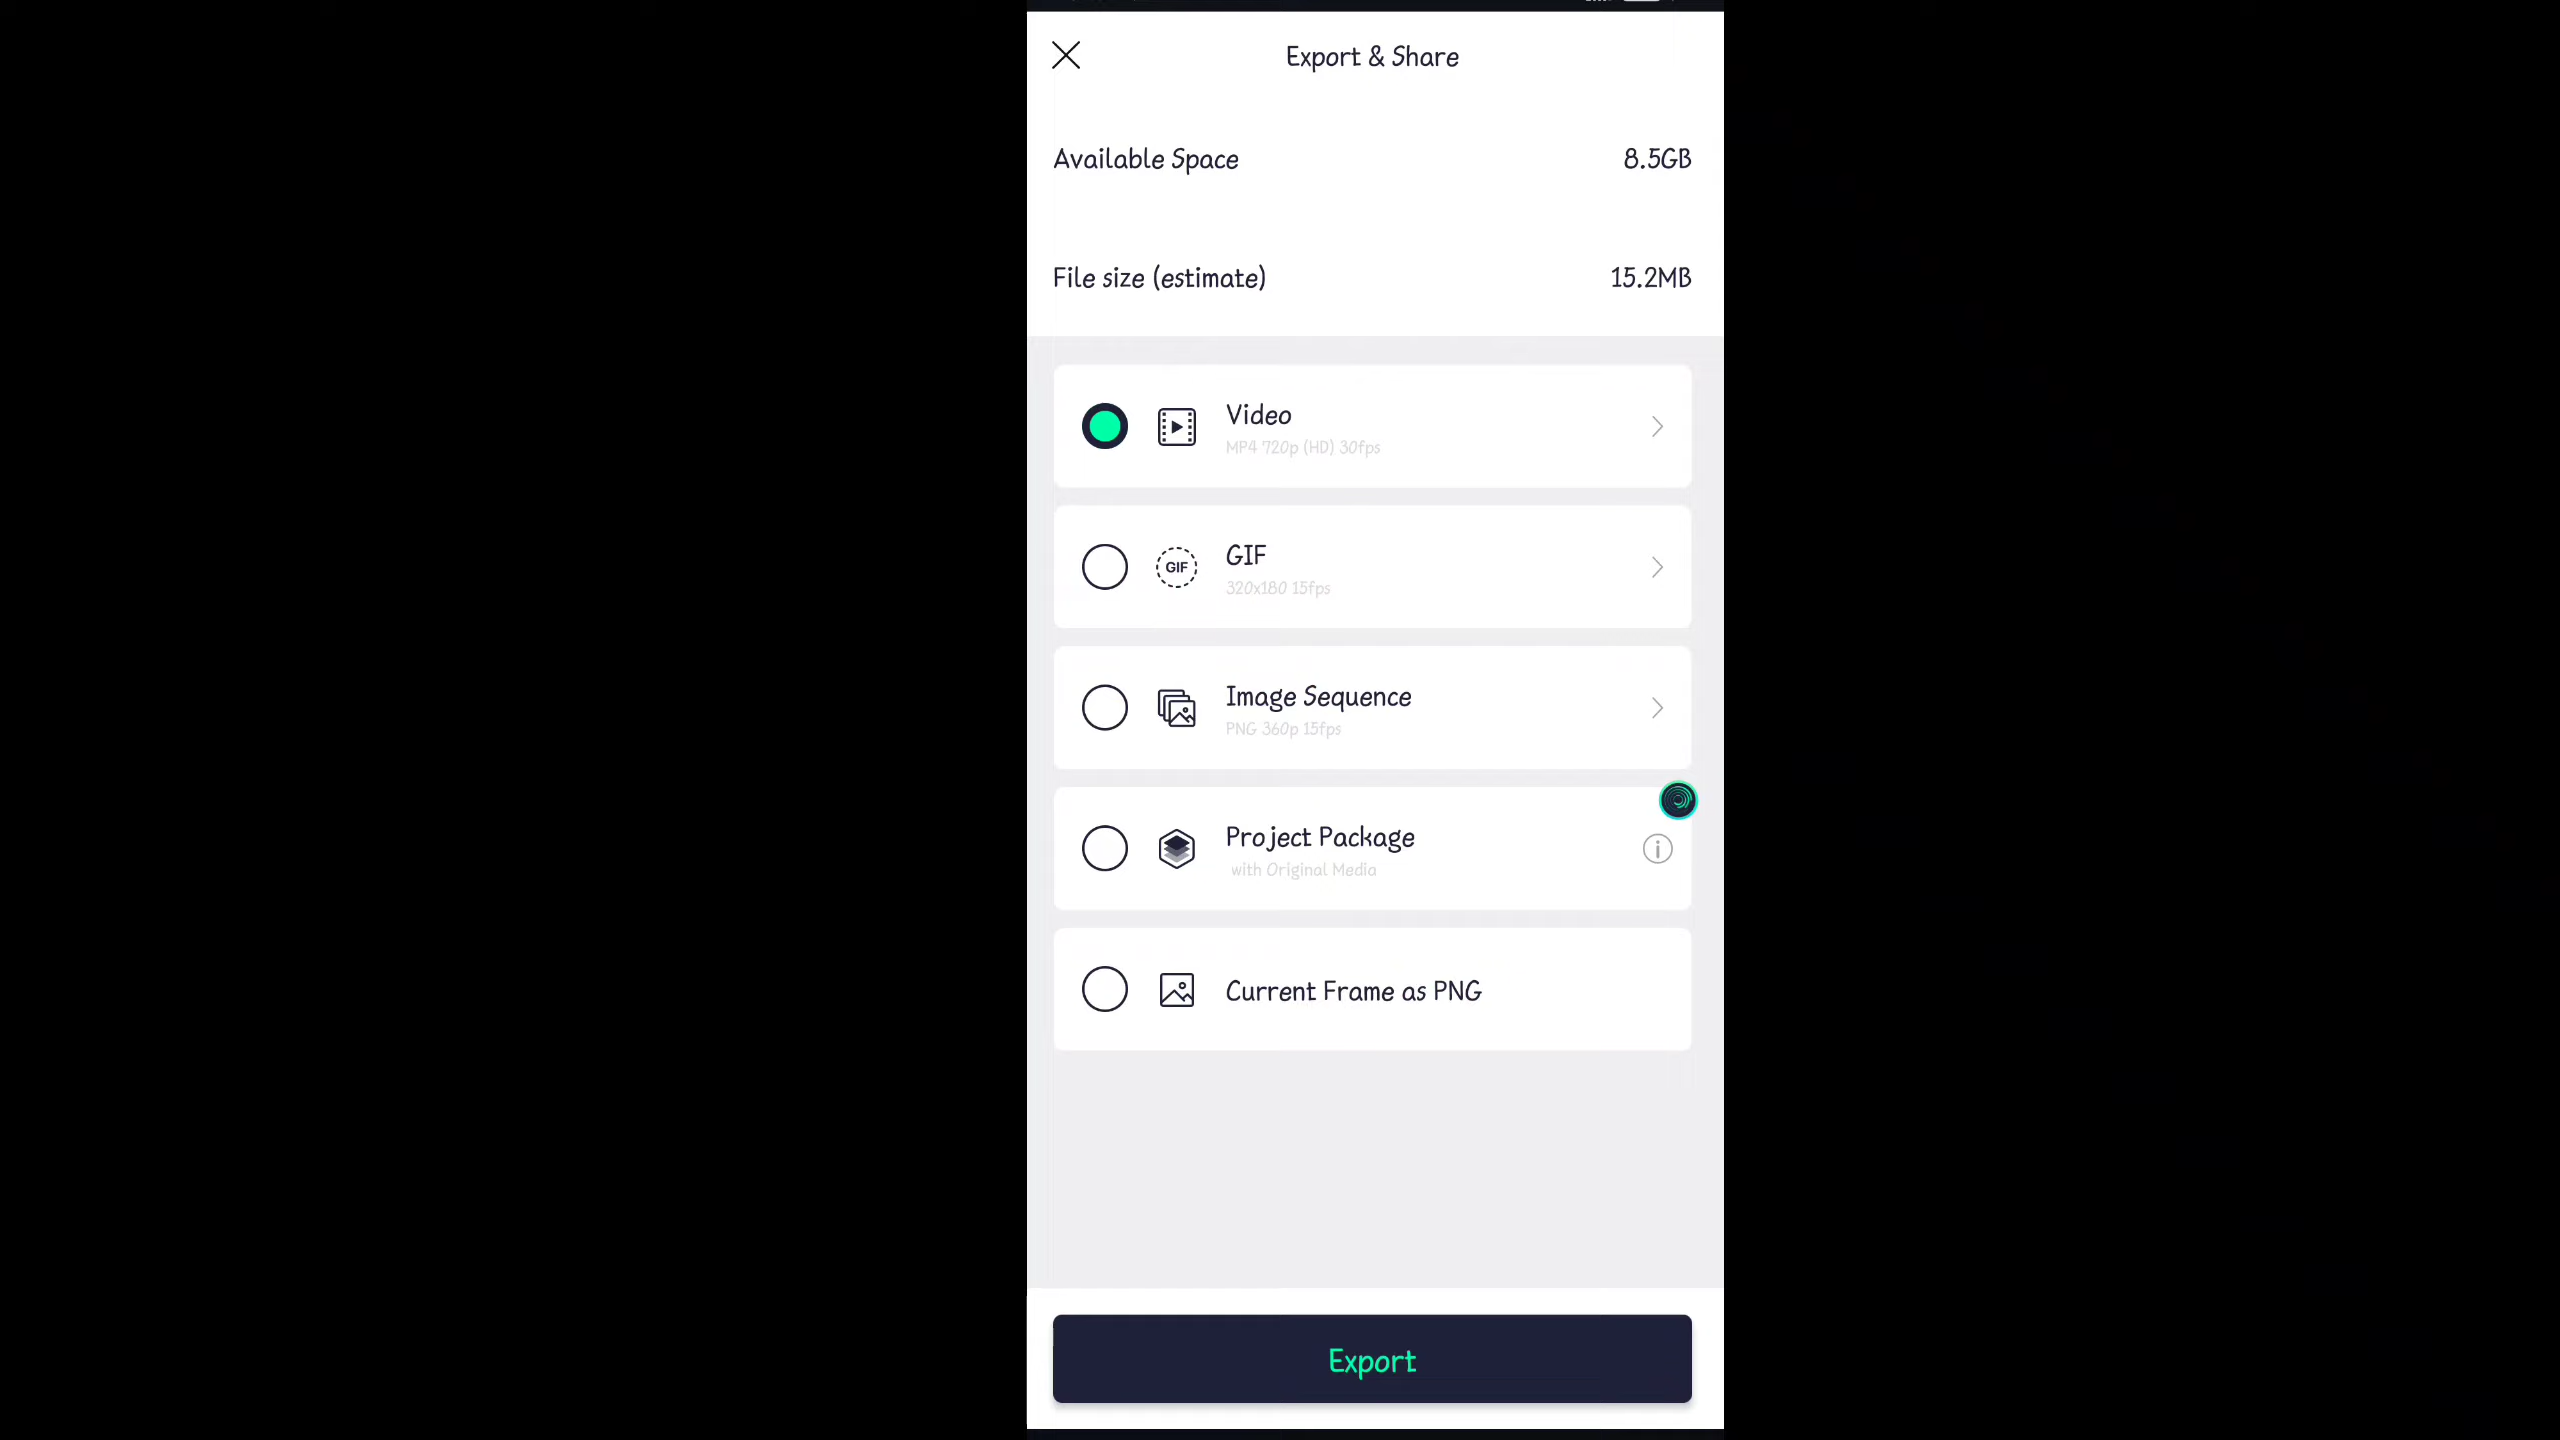 Export & Share
Available Space 8.5GB
File size (estimate) 15.2MB
Video
MP4 720p (HD) 30fps
GIF
GIF
320x180 15fps
Image Sequence
PNG 360p 15fps
Project Package
with Original Media
Current Frame as PNG
Export